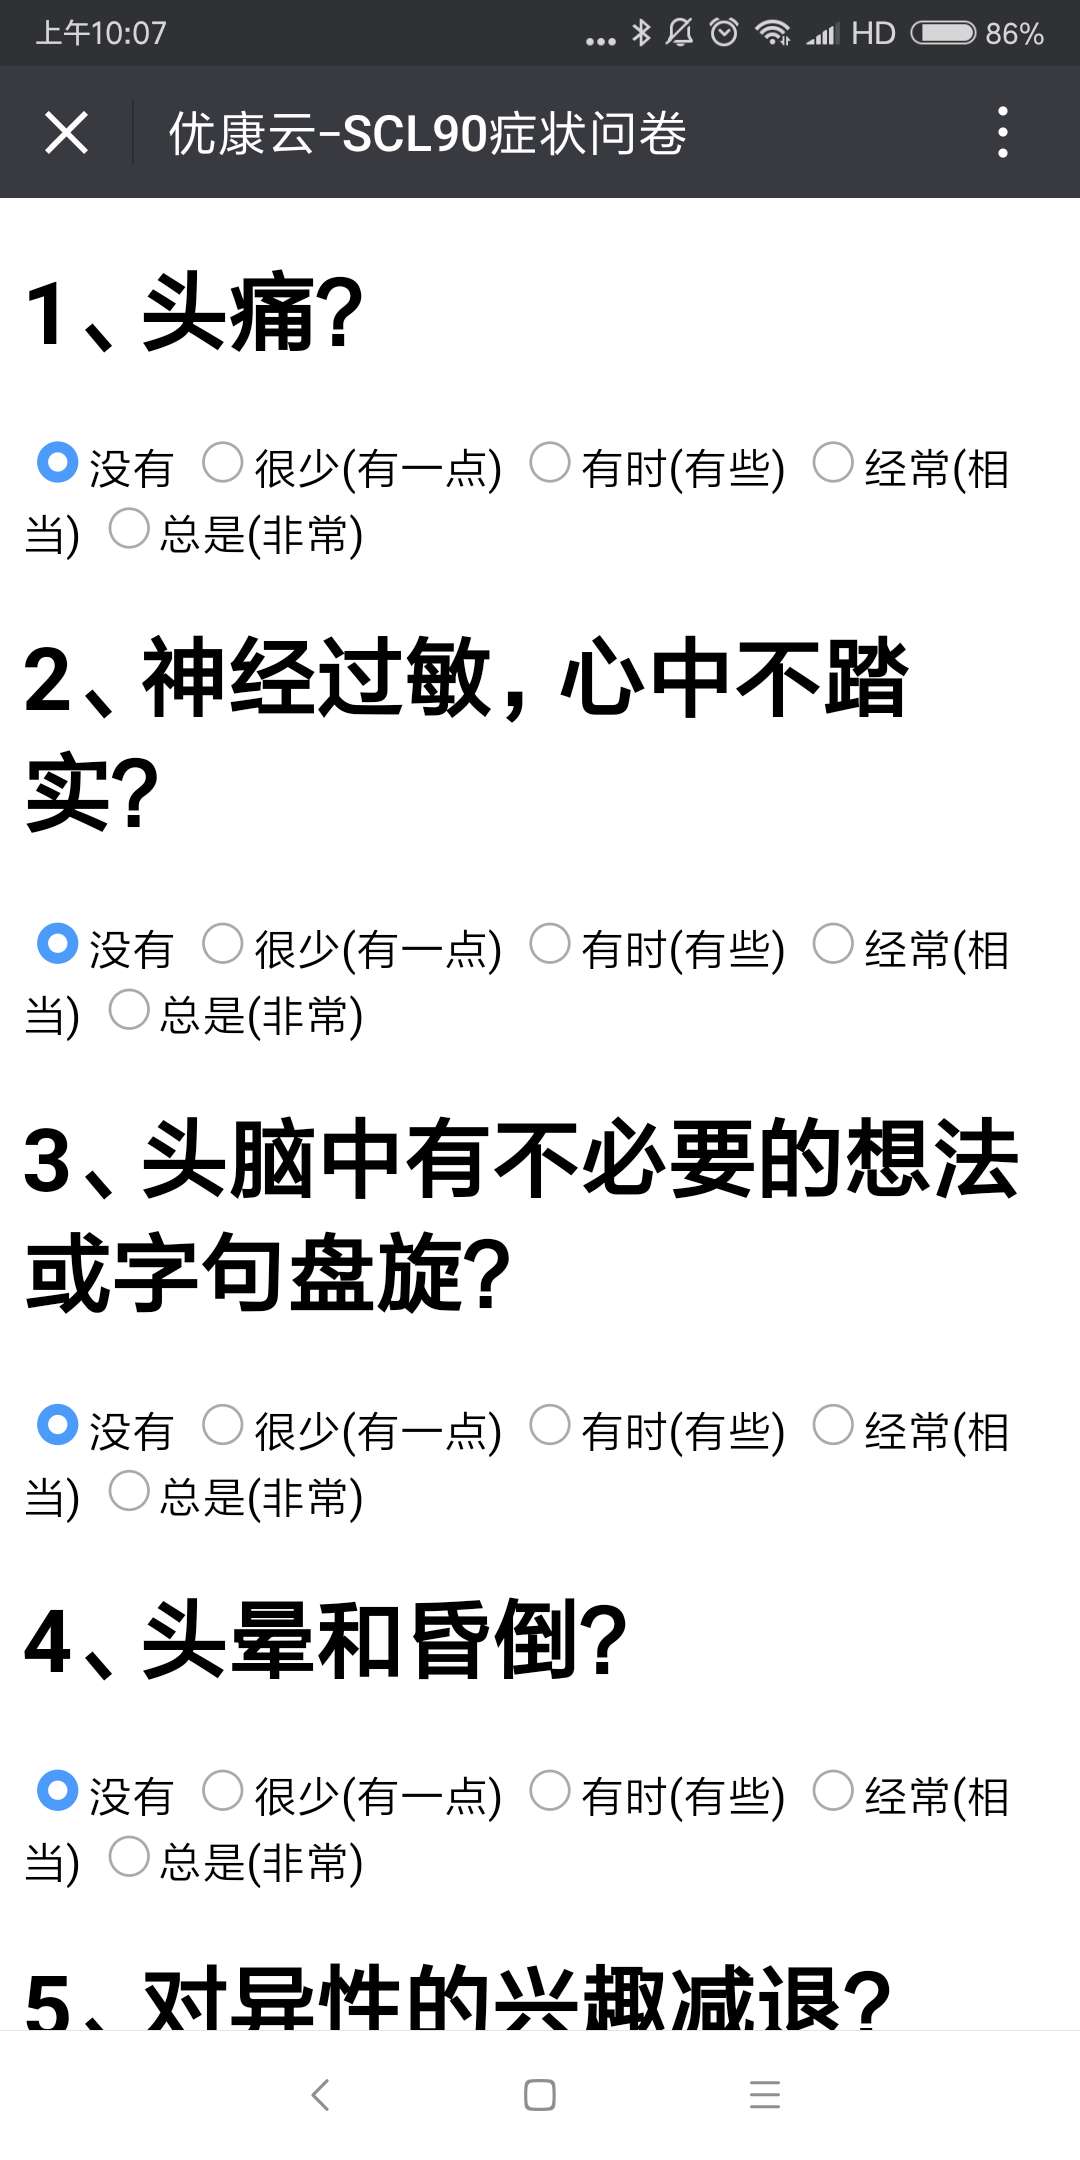 上午10:07
... HD 86%
优康云-SCL90症状问卷
1、头痛?
没有 很少(有一点) 有时(有些) 经常(相
当) 总是(非常)
2、神经过敏，心中不踏
实?
没有 很少(有一点) 有时(有些) 经常(相
当) 总是(非常)
3、头脑中有不必要的想法
或字句盘旋?
没有 很少(有一点) 有时(有些) 经常(相
当) 总是(非常)
4、头晕和昏倒?
没有 很少(有一点) 有时(有些) 经常(相
当) 总是(非常)
5、对异性的兴趣减退?